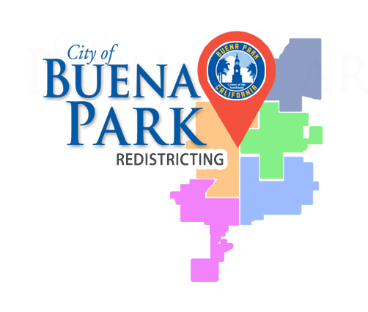 City of
BUENA
PARK
REDISTRICTING
BUENA PARK
CALIFORNIA